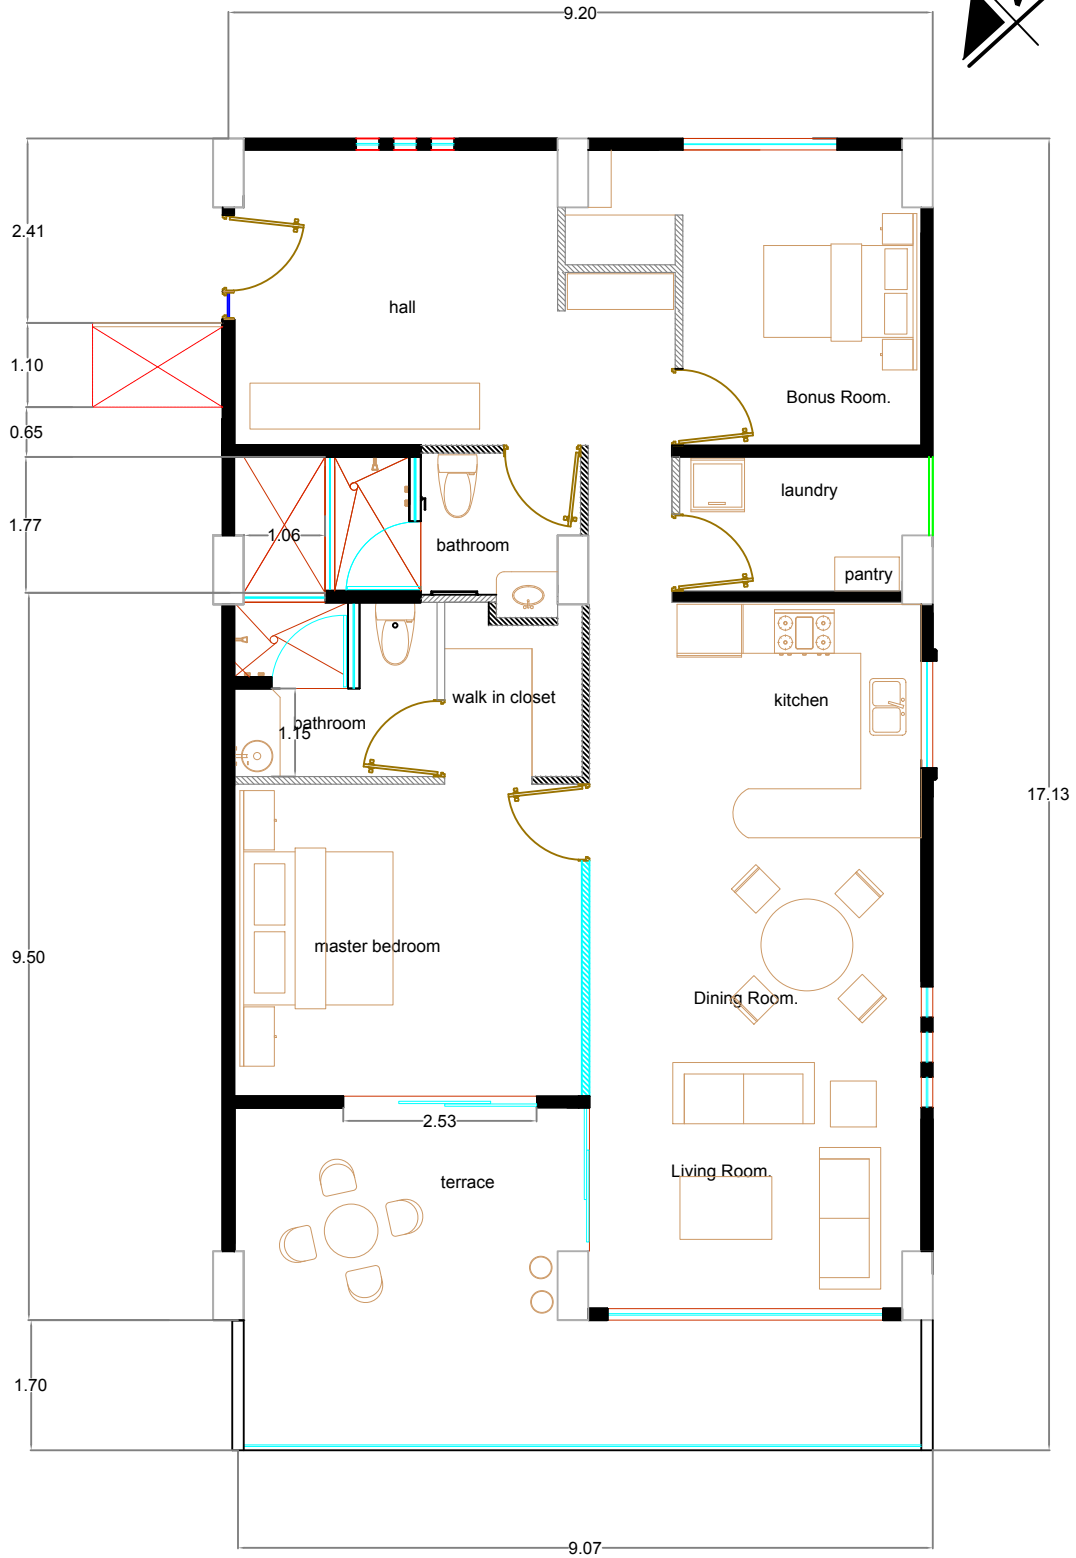 9.20
2.41
hall
1.10
Bonus Room.
0.65
laundry
1.77
1.06
bathroom
pantry
walk in closet
kitchen
bathroom
1.15
17.13
master bedroom
9.50
Dining Room.
2.53
Living Room.
terrace
1.70
9.07